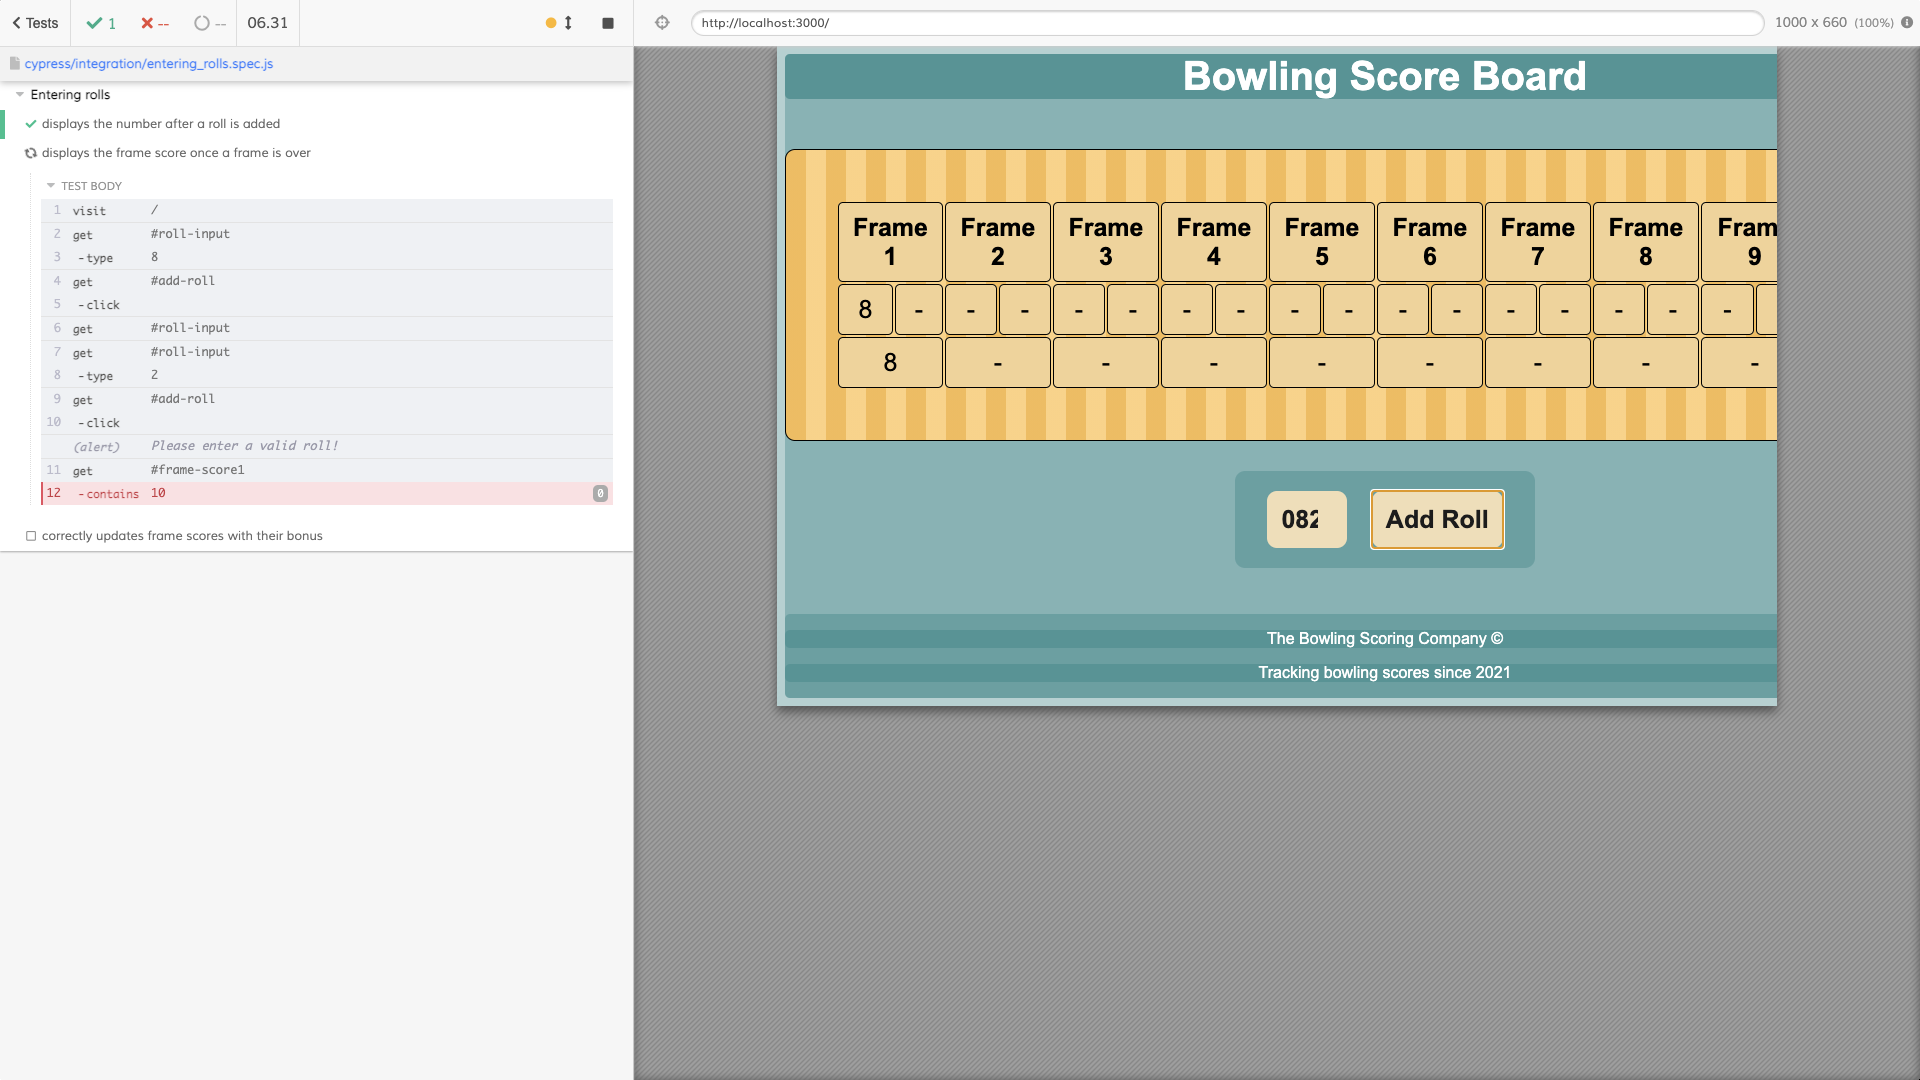 Tests
1
--
--
06.31
http://localhost:3000/
1000 x 660 (100%)
cypress/integration/entering_rolls.spec.js
Entering rolls
displays the number after a roll is added
displays the frame score once a frame is over
TEST BODY
1 visit /
2 get #roll-input
3 -type 8
4 get #add-roll
5 -click
6 get #roll-input
7 get #roll-input
8 -type 2
9 get #add-roll
10 -click
(alert) Please enter a valid roll!
11 get #frame-score1
12 -contains 10 0
correctly updates frame scores with their bonus
Bowling Score Board
Frame 1 Frame 2 Frame 3 Frame 4 Frame 5 Frame 6 Frame 7 Frame 8 Fram 9
8 - - - - - - - - - - - - - - - -
8 - - - - - - - -
082 Add Roll
The Bowling Scoring Company ©
Tracking bowling scores since 2021